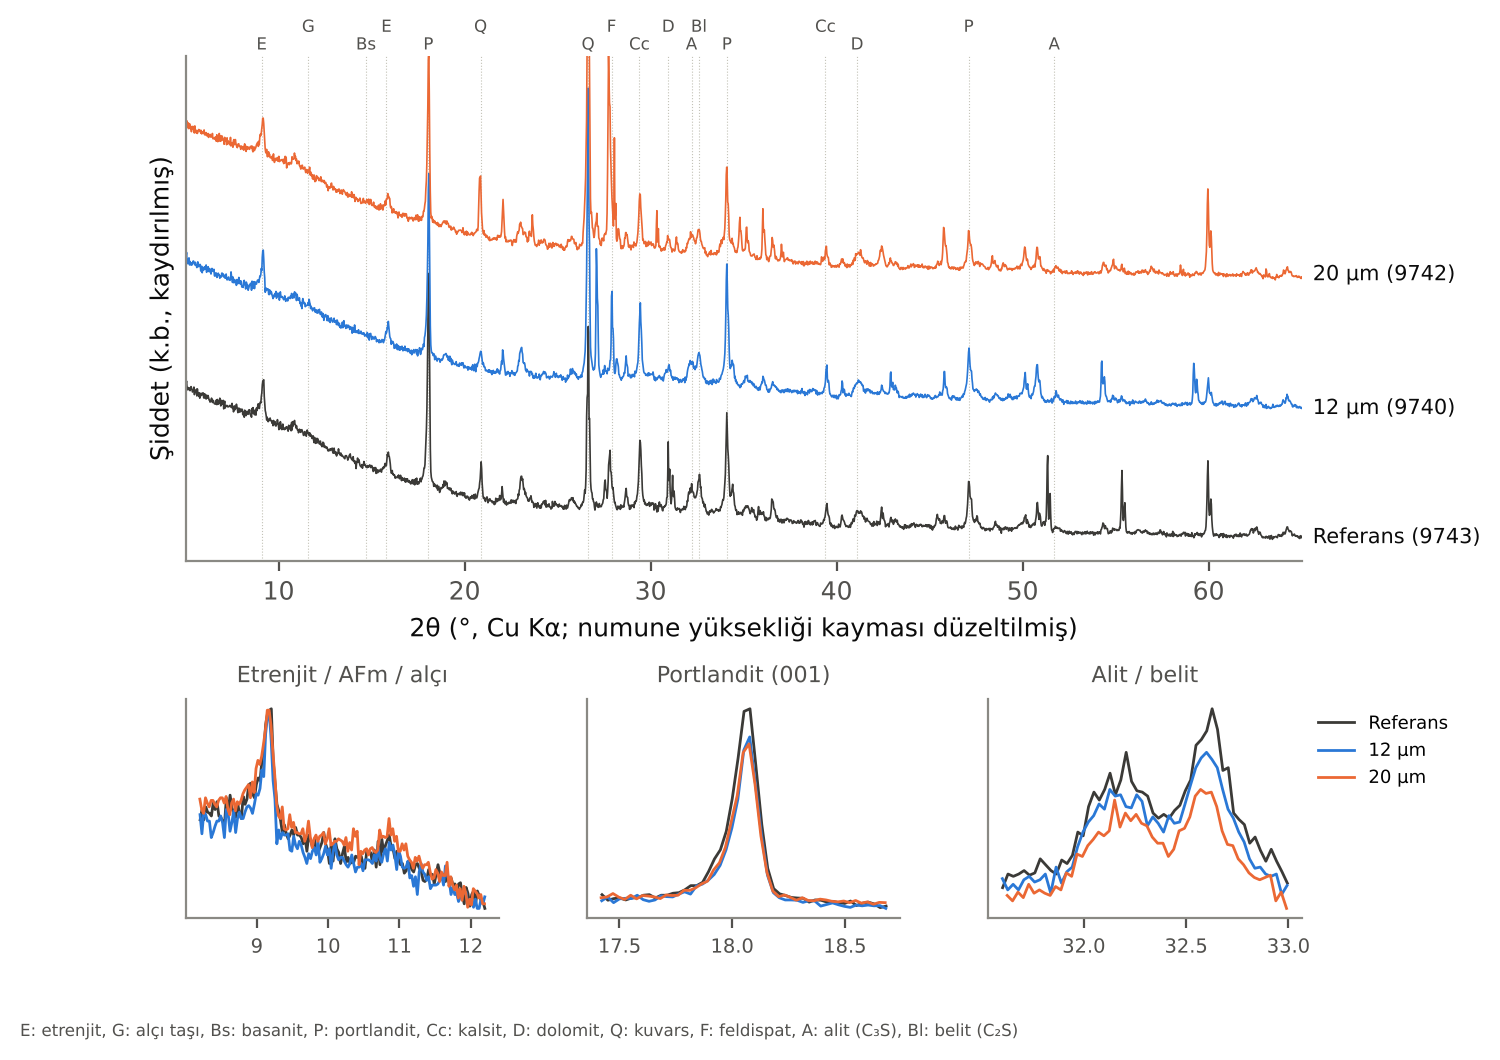 G E Q F D Bl Cc P
E Bs P Q Cc A P D A
Şiddet (k.b., kaydırılmış)
20 µm (9742)
12 µm (9740)
Referans (9743)
10 20 30 40 50 60
2θ (°, Cu Kα; numune yüksekliği kayması düzeltilmiş)
Etrenjit / AFm / alçı
9 10 11 12
Portlandit (001)
17.5 18.0 18.5
Alit / belit
32.0 32.5 33.0
Referans
12 µm
20 µm
E: etrenjit, G: alçı taşı, Bs: basanit, P: portlandit, Cc: kalsit, D: dolomit, Q: kuvars, F: feldispat, A: alit (C₃S), Bl: belit (C₂S)